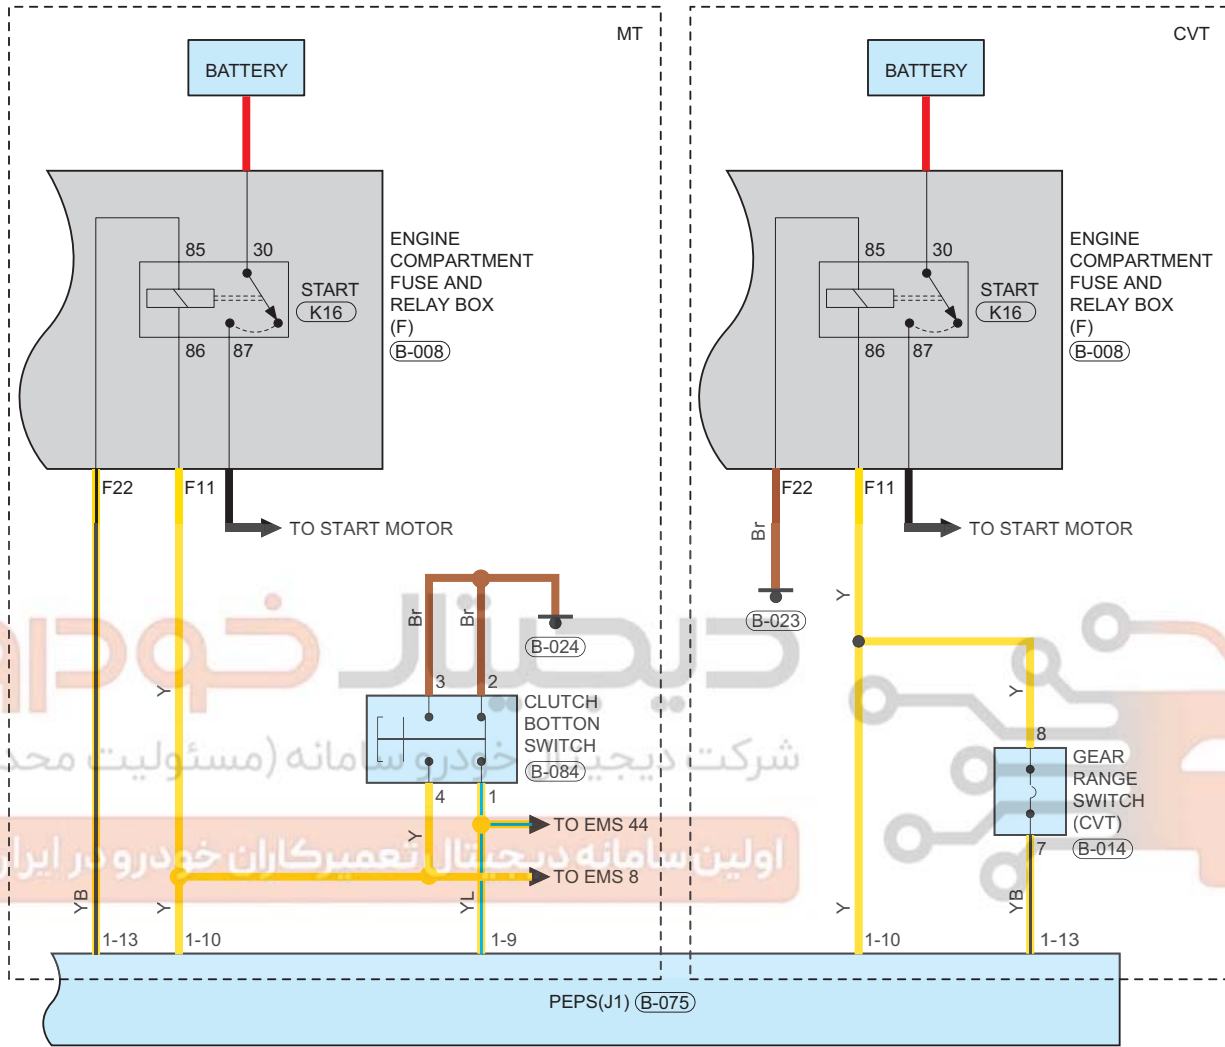 MT
CVT
BATTERY
BATTERY
85
30
START
K16
86
87
ENGINE
COMPARTMENT
FUSE AND
RELAY BOX
(F)
B-008
85
30
START
K16
86
87
ENGINE
COMPARTMENT
FUSE AND
RELAY BOX
(F)
B-008
F22
F11
TO START MOTOR
F22
F11
TO START MOTOR
Br
B-023
Y
Br
Br
B-024
دیجیتال خودرو
شرکت دیجیتال خودرو سامانه (مسئولیت محد
اولین سامانه دیجیتال تعمیرکاران خودرو در ایران
Y
3
2
CLUTCH
BOTTON
SWITCH
B-084
4
1
Y
TO EMS 44
TO EMS 8
Y
8
GEAR
RANGE
SWITCH
(CVT)
B-014
7
YB
Y
YL
Y
YB
1-13
1-10
1-9
1-10
1-13
PEPS(J1) B-075